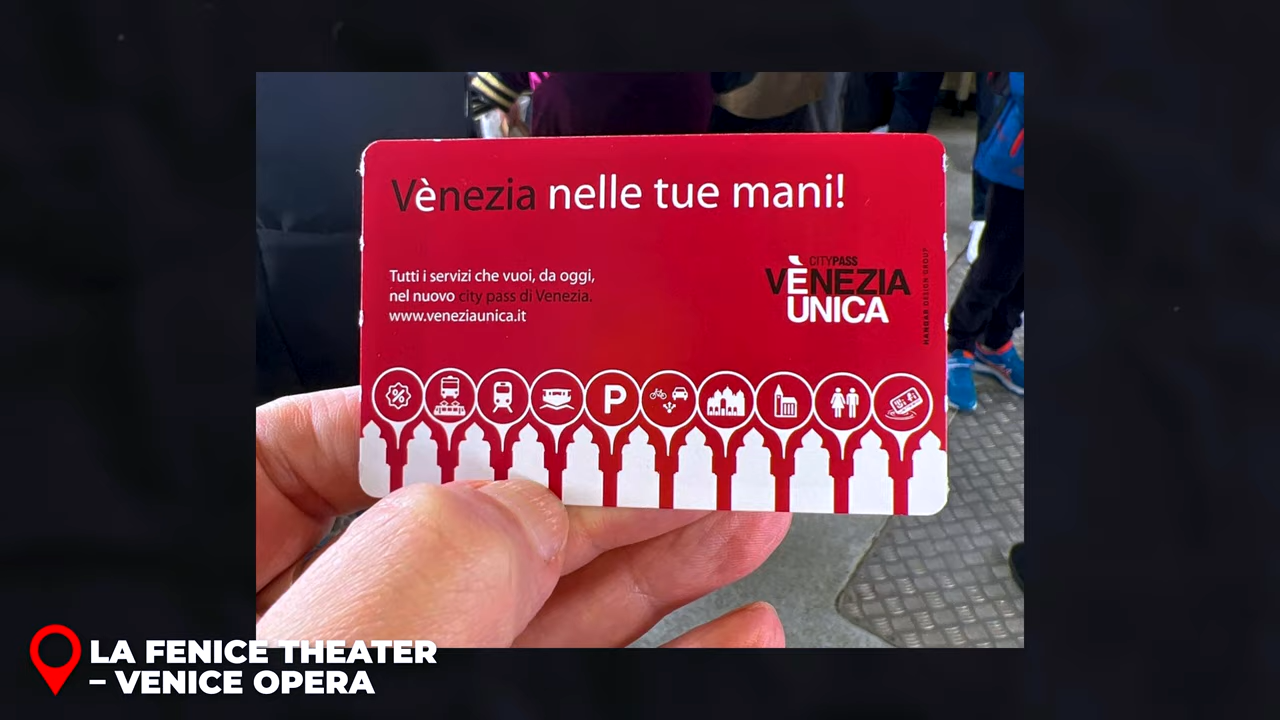 Vènezia nelle tue mani!
Tutti i servizi che vuoi, da oggi,
nel nuovo city pass di Venezia.
www.veneziaunica.it
CITYPASS
VÈNEZIA
UNICA
HANGAR DESIGN GROUP
P
%
LA FENICE THEATER
– VENICE OPERA